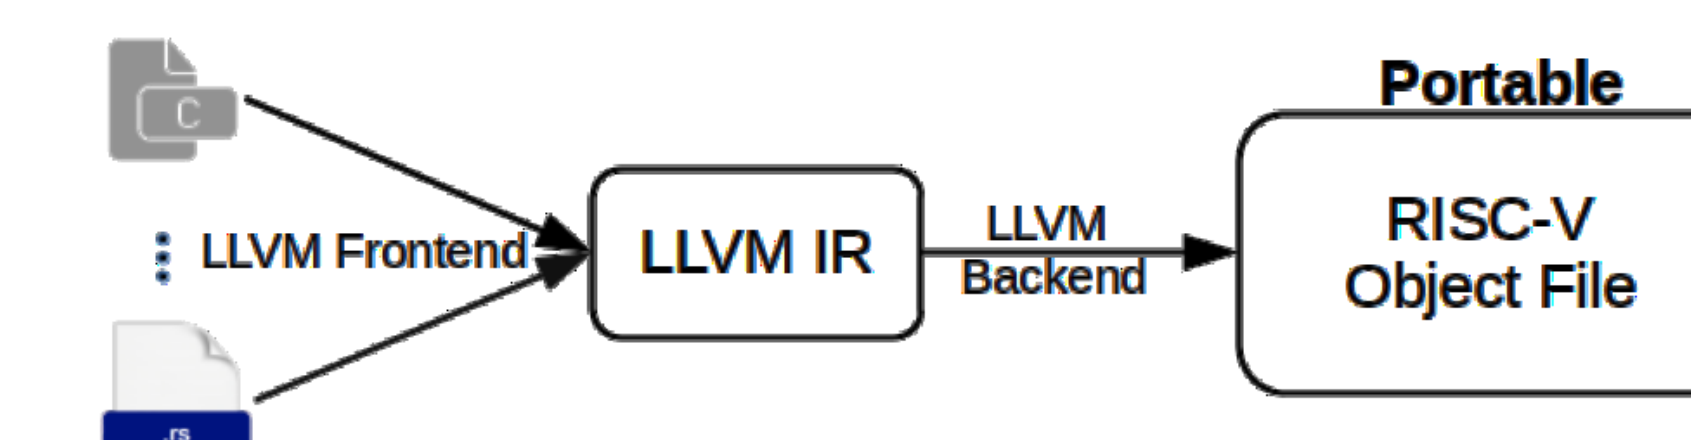 C
LLVM Frontend
.rs
LLVM IR
LLVM
Backend
Portable
RISC-V
Object File